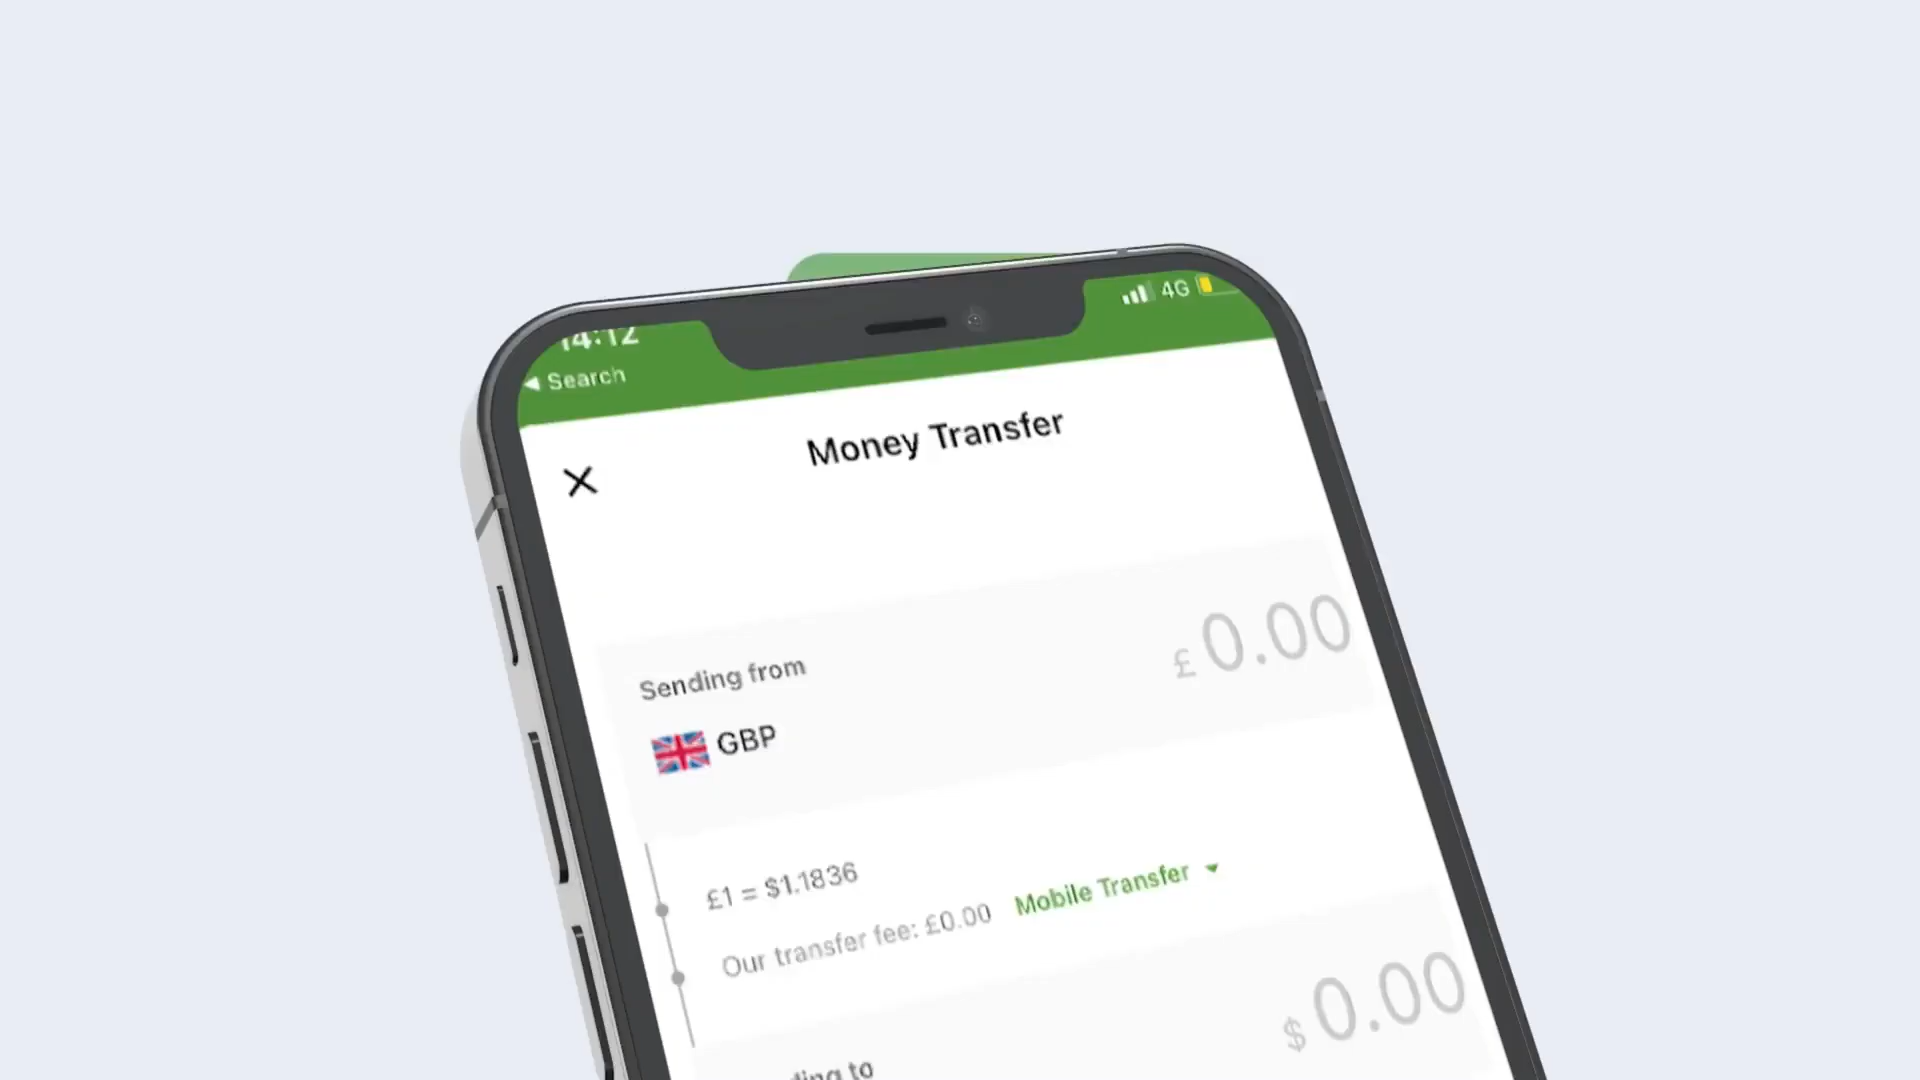 14:12
4G
◀ Search
Money Transfer
Sending from
£0.00
GBP
£1 = $1.1836
Our transfer fee: £0.00 Mobile Transfer
$0.00
to